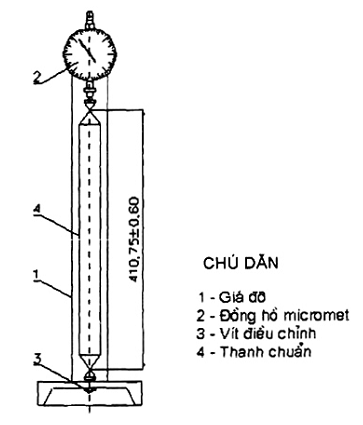 2
4
1
3
410,75±0.60
CHÚ DẪN
1 - Giá đỡ
2 - Đồng hồ micromet
3 - Vít điều chỉnh
4 - Thanh chuẩn